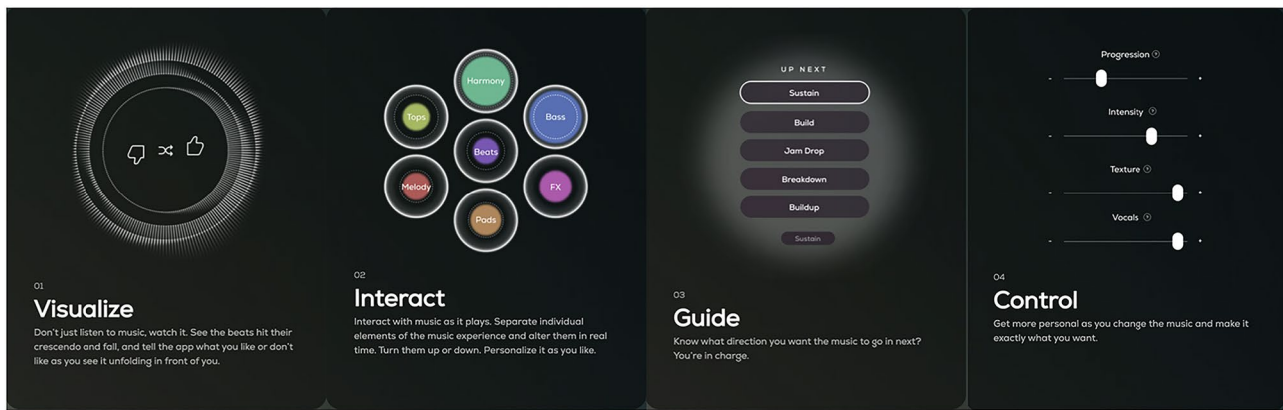 01
Visualize
Don't just listen to music, watch it. See the beats hit their
crescendo and fall, and tell the app what you like or don't
like as you see it unfolding in front of you.
Harmony
Tops
Bass
Beats
Melody
FX
Pads
02
Interact
Interact with music as it plays. Separate individual
elements of the music experience and alter them in real
time. Turn them up or down. Personalize it as you like.
UP NEXT
Sustain
Build
Jam Drop
Breakdown
Buildup
Sustain
03
Guide
Know what direction you want the music to go in next?
You're in charge.
Progression
- +
Intensity
- +
Texture
- +
Vocals
- +
04
Control
Get more personal as you change the music and make it
exactly what you want.